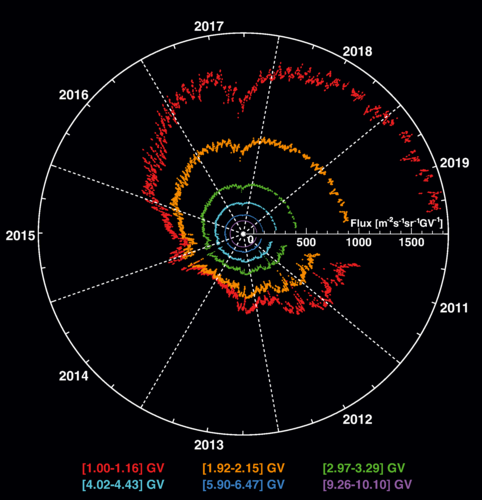 2017
2018
2016
2019
Flux [m⁻²s⁻¹sr⁻¹GV⁻¹]
2015
0 500 1000 1500
2011
2014
2012
2013
[1.00-1.16] GV [1.92-2.15] GV [2.97-3.29] GV
[4.02-4.43] GV [5.90-6.47] GV [9.26-10.10] GV